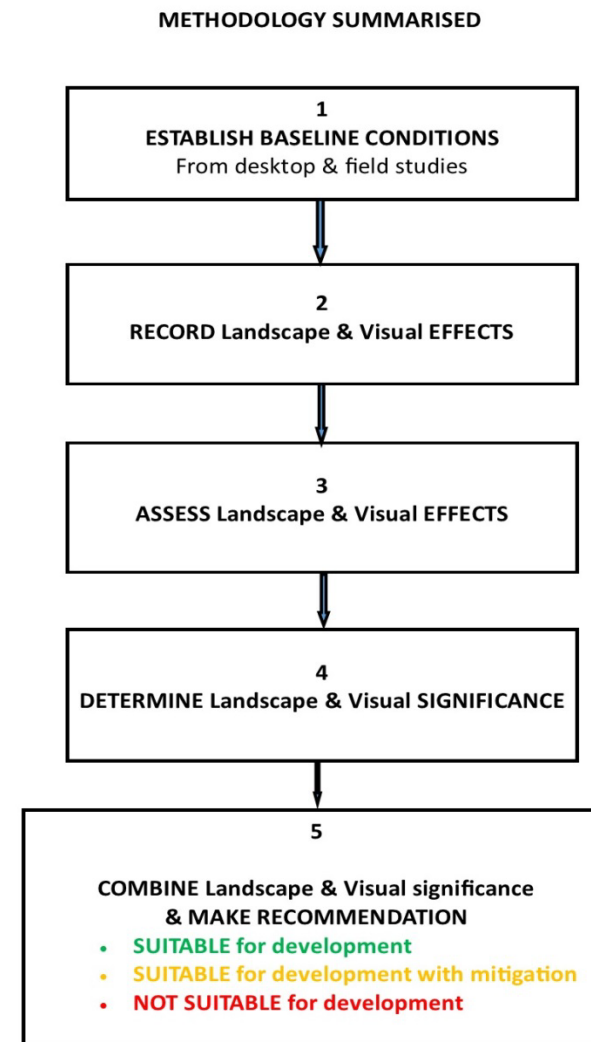 METHODOLOGY SUMMARISED
1
ESTABLISH BASELINE CONDITIONS
From desktop & field studies
2
RECORD Landscape & Visual EFFECTS
3
ASSESS Landscape & Visual EFFECTS
4
DETERMINE Landscape & Visual SIGNIFICANCE
5
COMBINE Landscape & Visual significance
& MAKE RECOMMENDATION
• SUITABLE for development
• SUITABLE for development with mitigation
• NOT SUITABLE for development